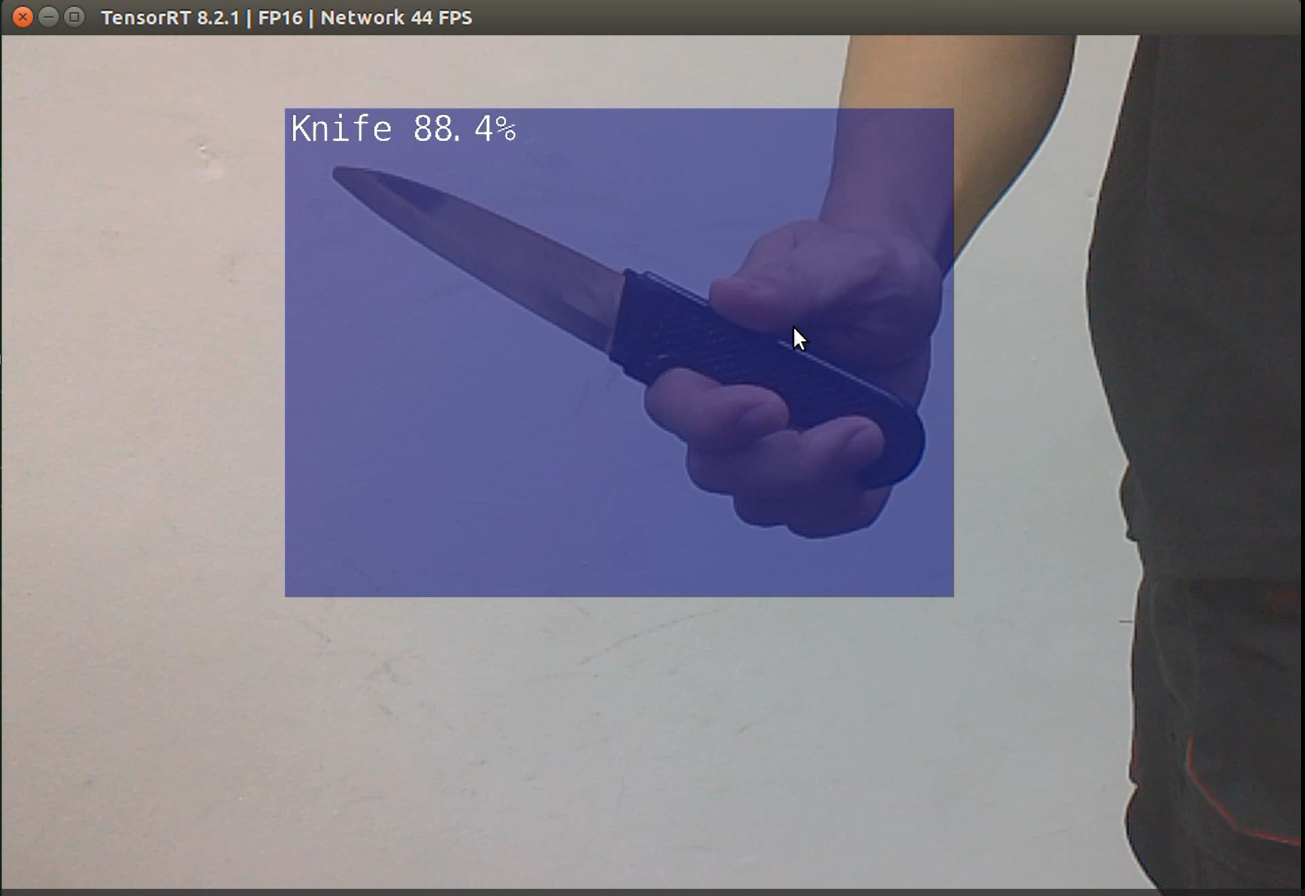 TensorRT 8.2.1 | FP16 | Network 44 FPS
Knife 88.4%